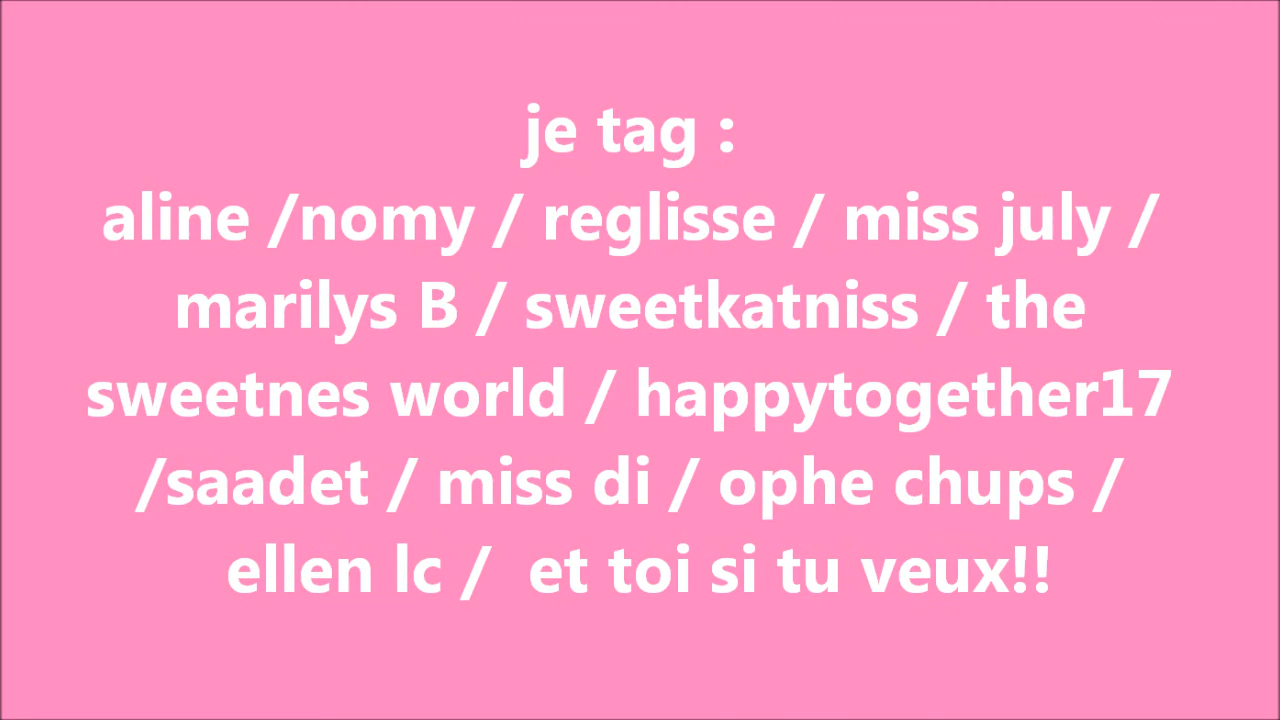 je tag :
aline /nomy / reglisse / miss july /
marilys B / sweetkatniss / the
sweetnes world / happytogether17
/saadet / miss di / ophe chups /
ellen lc /  et toi si tu veux!!